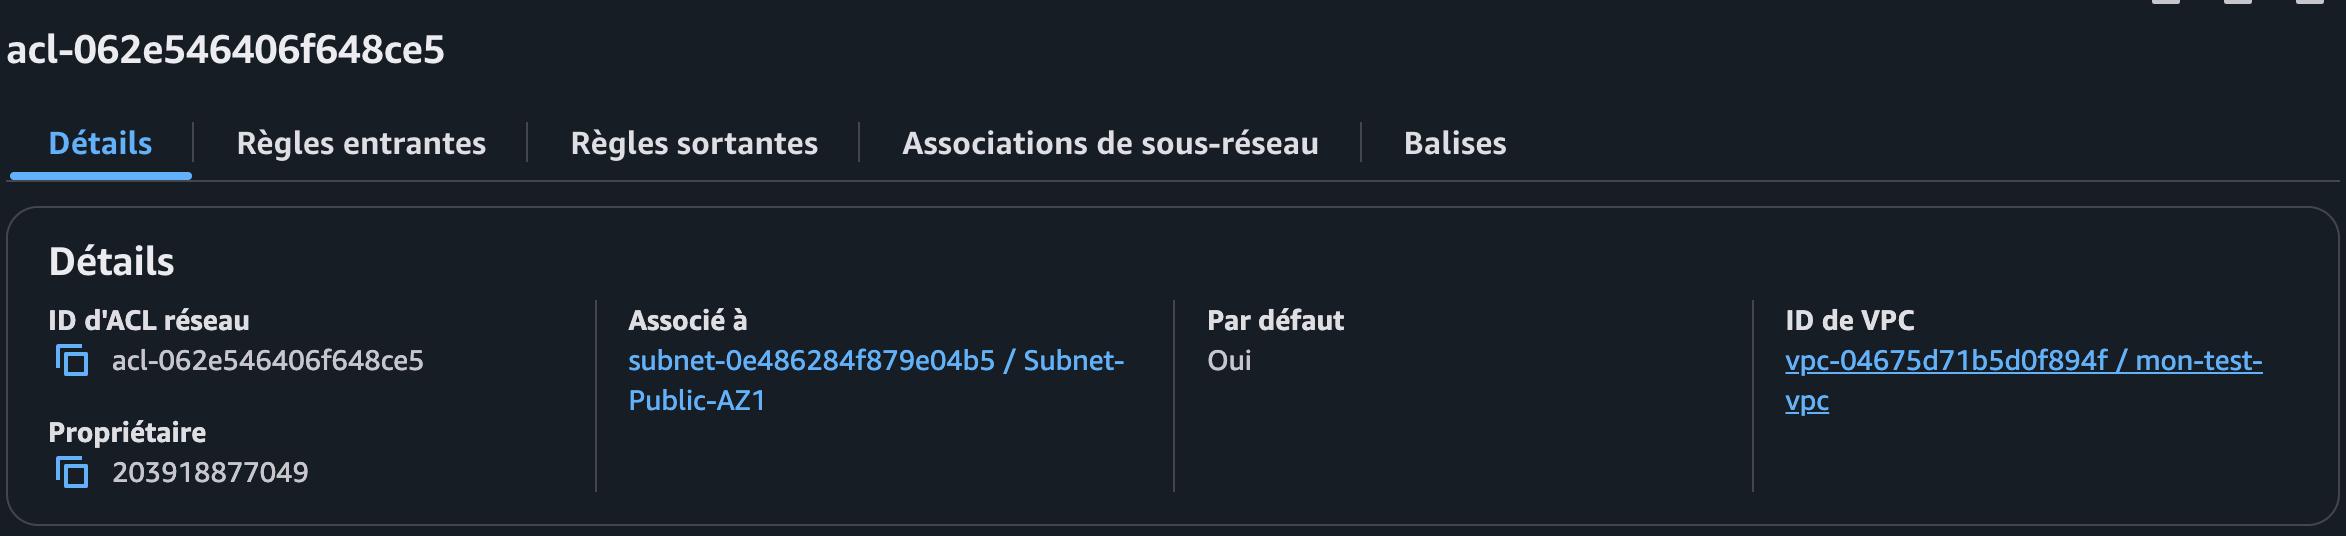 acl-062e546406f648ce5
Détails
Règles entrantes
Règles sortantes
Associations de sous-réseau
Balises
Détails
ID d'ACL réseau
acl-062e546406f648ce5
Propriétaire
203918877049
Associé à
subnet-0e486284f879e04b5 / Subnet-
Public-AZ1
Par défaut
Oui
ID de VPC
vpc-04675d71b5d0f894f / mon-test-
vpc